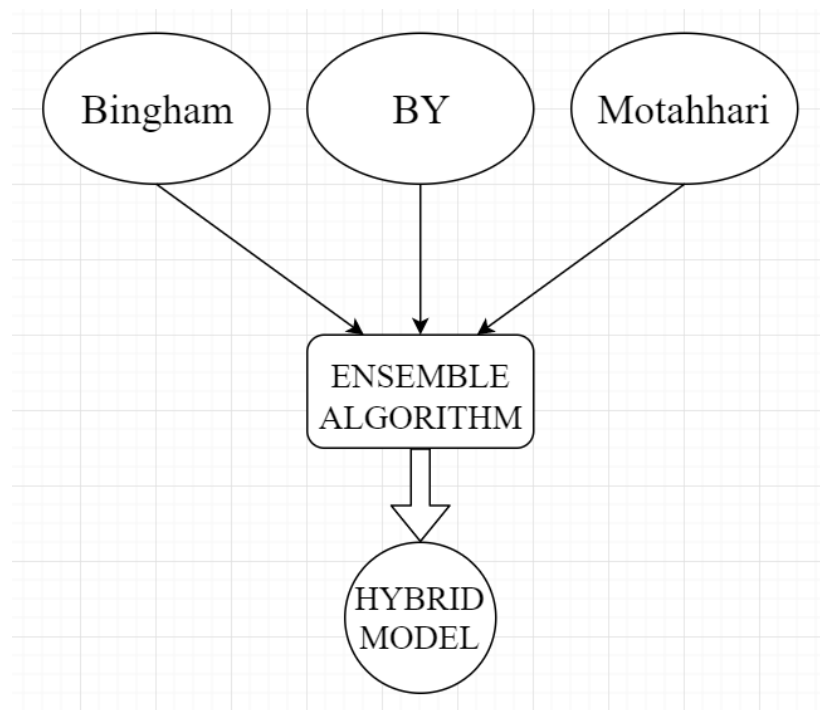 Bingham
BY
Motahhari
ENSEMBLE
ALGORITHM
HYBRID
MODEL